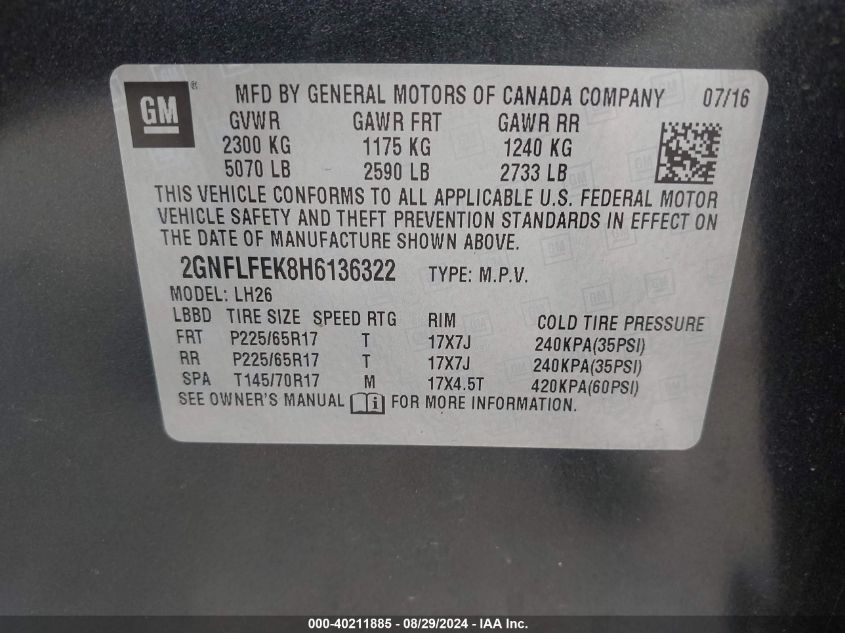 GM ® MFD BY GENERAL MOTORS OF CANADA COMPANY 07/16
GVWR GAWR FRT GAWR RR
2300 KG 1175 KG 1240 KG
5070 LB 2590 LB 2733 LB
THIS VEHICLE CONFORMS TO ALL APPLICABLE U.S. FEDERAL MOTOR
VEHICLE SAFETY AND THEFT PREVENTION STANDARDS IN EFFECT ON
THE DATE OF MANUFACTURE SHOWN ABOVE.
2GNFLFEK8H6136322 TYPE: M.P.V.
MODEL: LH26
LBBD TIRE SIZE SPEED RTG RIM COLD TIRE PRESSURE
FRT P225/65R17 T 17X7J 240KPA(35PSI)
RR P225/65R17 T 17X7J 240KPA(35PSI)
SPA T145/70R17 M 17X4.5T 420KPA(60PSI)
SEE OWNER'S MANUAL i FOR MORE INFORMATION.
000-40211885 - 08/29/2024 - IAA Inc.